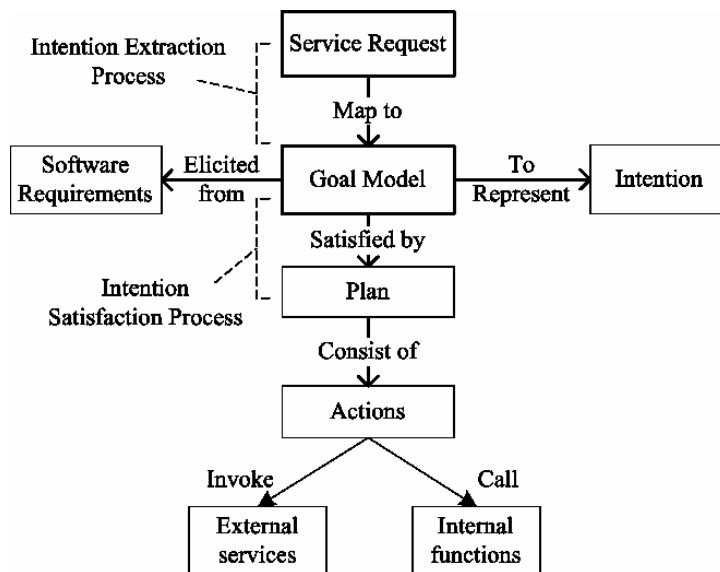 Service Request
Intention Extraction
Process
Map to
Software
Requirements
Elicited
from
Goal Model
To
Represent
Intention
Satisfied by
Intention
Satisfaction Process
Plan
Consist of
Actions
Invoke
Call
External
services
Internal
functions